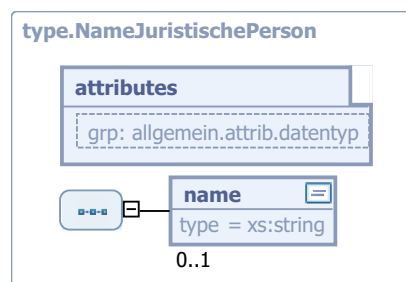 type.NameJuristischePerson
attributes
grp: allgemein.attrib.datentyp
name
type = xs:string
0..1